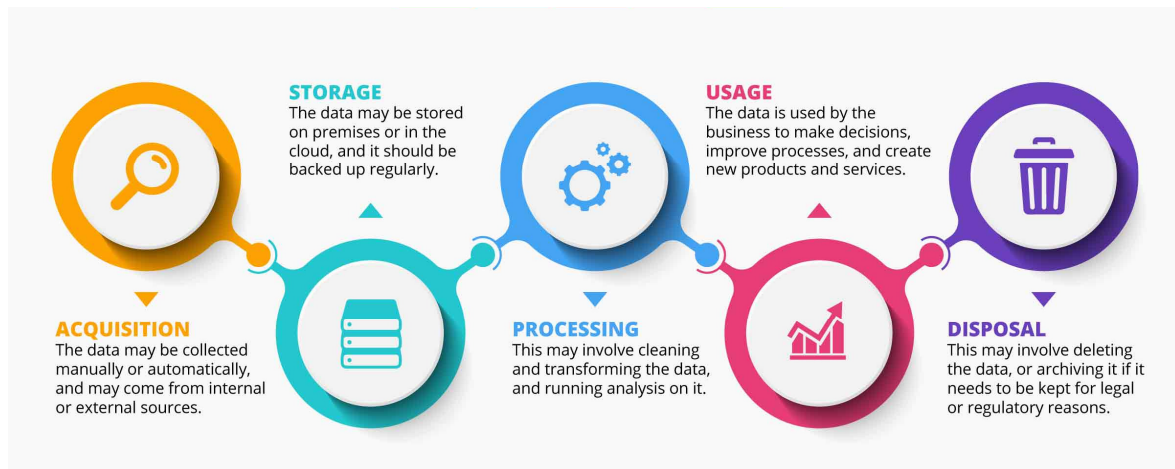 ACQUISITION
The data may be collected
manually or automatically,
and may come from internal
or external sources.
STORAGE
The data may be stored
on premises or in the
cloud, and it should be
backed up regularly.
PROCESSING
This may involve cleaning
and transforming the data,
and running analysis on it.
USAGE
The data is used by the
business to make decisions,
improve processes, and create
new products and services.
DISPOSAL
This may involve deleting
the data, or archiving it if it
needs to be kept for legal
or regulatory reasons.